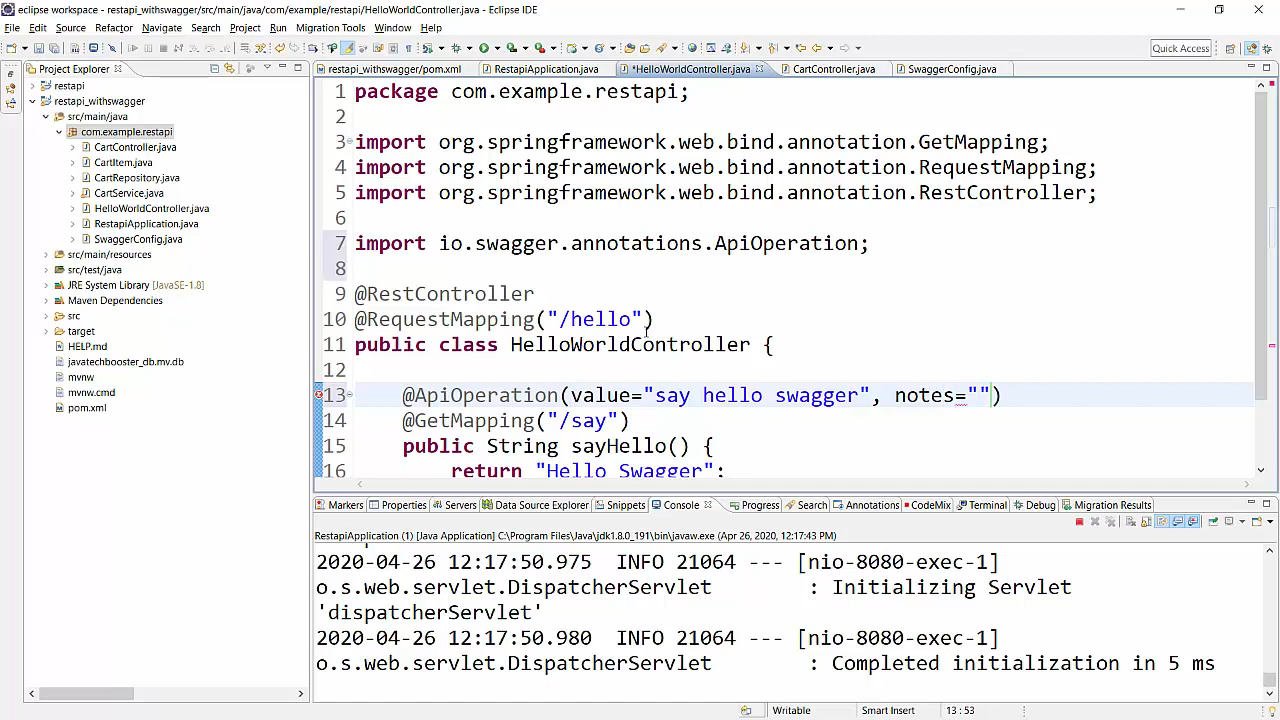 eclipse workspace - restapi_withswagger/src/main/java/com/example/restapi/HelloWorldController.java - Eclipse IDE
File Edit Source Refactor Navigate Search Project Run Migration Tools Window Help
Quick Access
Project Explorer
restapi_withswagger/pom.xml RestapiApplication.java *HelloWorldController.java CartController.java SwaggerConfig.java
restapi
restapi_withswagger
src/main/java
com.example.restapi
CartController.java
CartItem.java
CartRepository.java
CartService.java
HelloWorldController.java
RestapiApplication.java
SwaggerConfig.java
src/main/resources
src/test/java
JRE System Library [JavaSE-1.8]
Maven Dependencies
src
target
HELP.md
javatechbooster_db.mv.db
mvnw
mvnw.cmd
pom.xml
1 package com.example.restapi;
2
3 import org.springframework.web.bind.annotation.GetMapping;
4 import org.springframework.web.bind.annotation.RequestMapping;
5 import org.springframework.web.bind.annotation.RestController;
6
7 import io.swagger.annotations.ApiOperation;
8
9 @RestController
10 @RequestMapping("/hello")
11 public class HelloWorldController {
12
13 @ApiOperation(value="say hello swagger", notes="")
14 @GetMapping("/say")
15 public String sayHello() {
16 return "Hello Swagger";
Markers Properties Servers Data Source Explorer Snippets Console Progress Search Annotations CodeMix Terminal Debug Migration Results
RestapiApplication (1) [Java Application] C:\Program Files\Java\jdk1.8.0_191\bin\javaw.exe (Apr 26, 2020, 12:17:43 PM)
2020-04-26 12:17:50.975 INFO 21064 --- [nio-8080-exec-1]
o.s.web.servlet.DispatcherServlet : Initializing Servlet
'dispatcherServlet'
2020-04-26 12:17:50.980 INFO 21064 --- [nio-8080-exec-1]
o.s.web.servlet.DispatcherServlet : Completed initialization in 5 ms
Writable Smart Insert 13 : 53